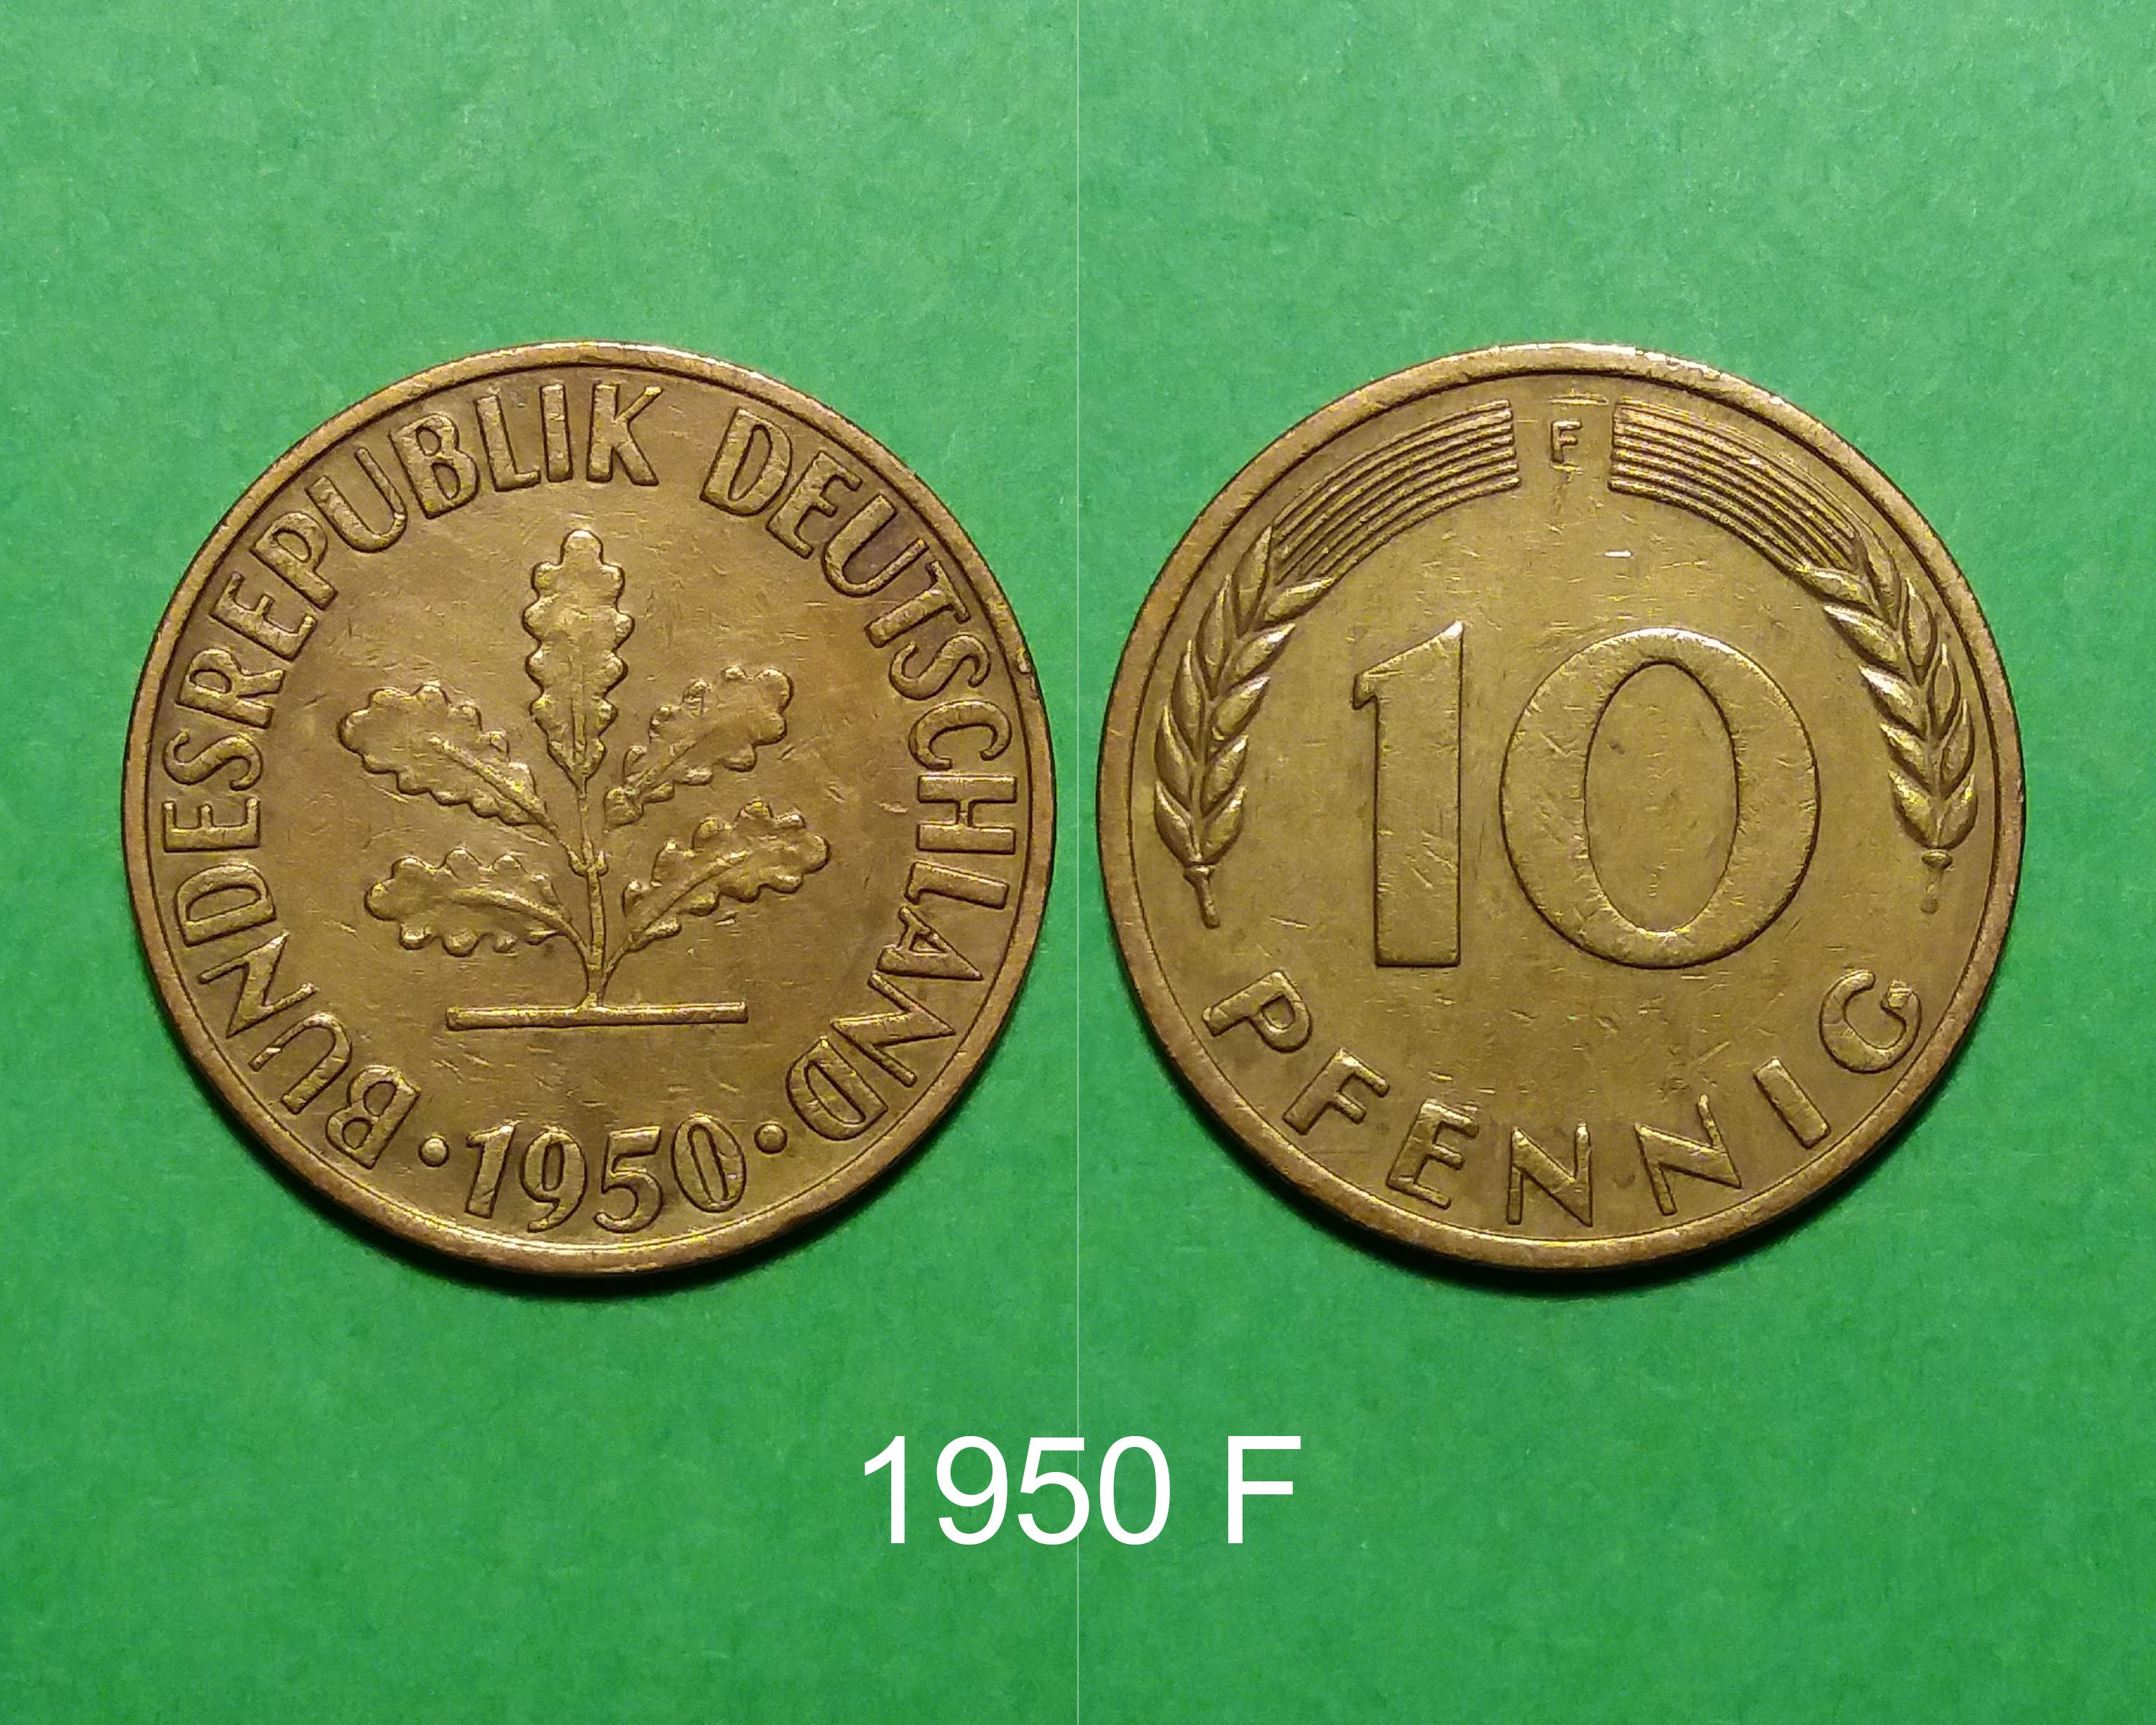 BUNDESREPUBLIK DEUTSCHLAND
• 1950 •
F
10
PFENNIG
1950 F